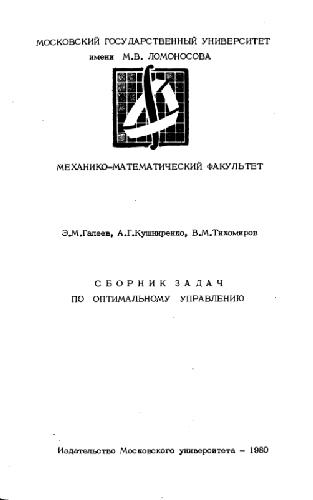 МОСКОВСКИЙ ГОСУДАРСТВЕННЫЙ УНИВЕРСИТЕТ
имени М.В. ЛОМОНОСОВА
МЕХАНИКО-МАТЕМАТИЧЕСКИЙ ФАКУЛЬТЕТ
Э.М.Галеев, А.Г.Кушниренко, В.М.Тихомиров
СБОРНИК ЗАДАЧ
ПО ОПТИМАЛЬНОМУ УПРАВЛЕНИЮ
Издательство Московского университета - 1980